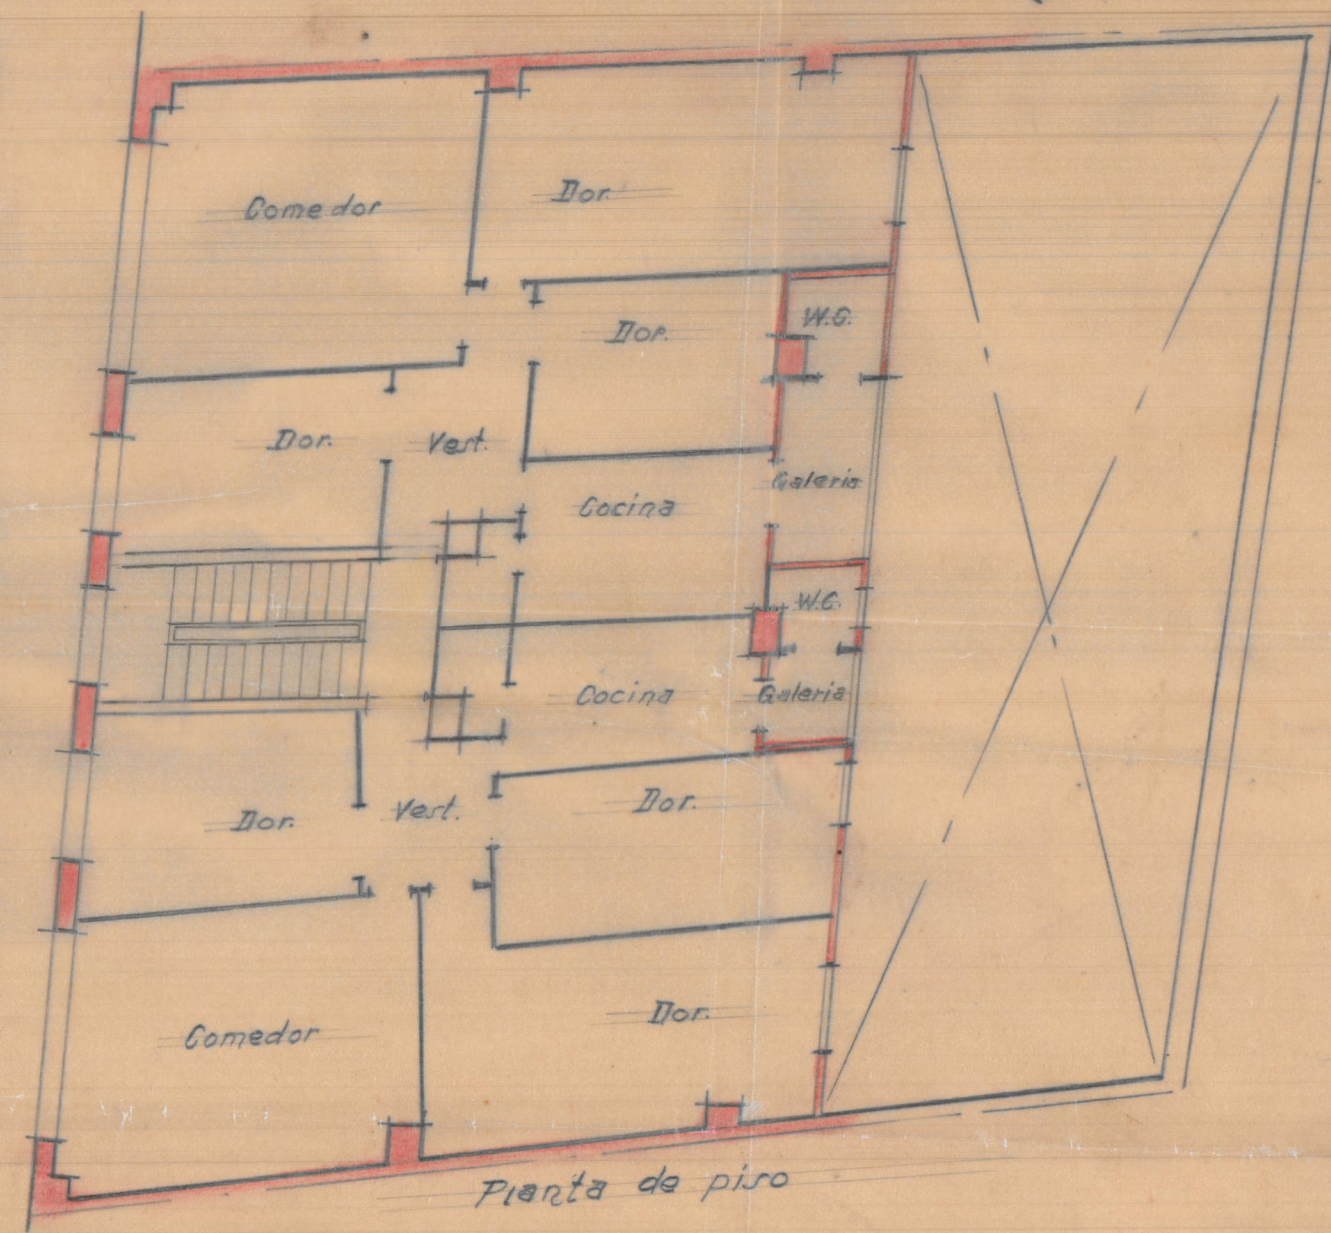 Comedor
Dor.
Dor.
W.C.
Dor.
Vest.
Galeria
Cocina
W.C.
Cocina
Galeria
Dor.
Vest.
Dor.
Dor.
Comedor
Planta de piso